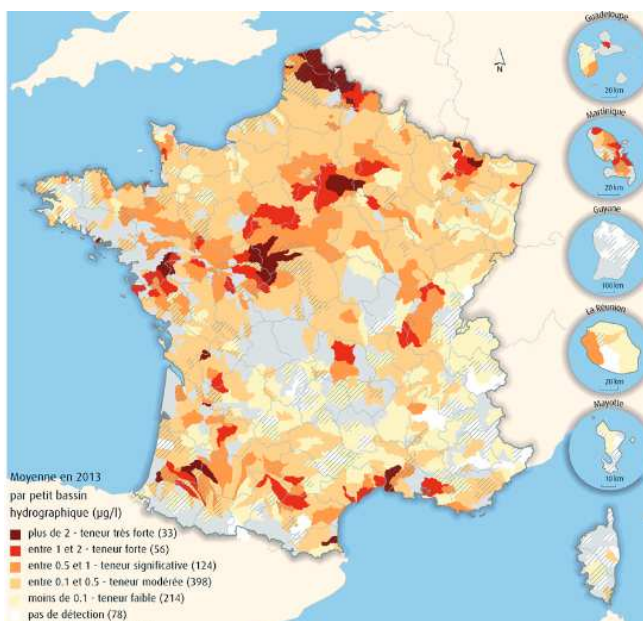 Guadeloupe
20 km
Martinique
20 km
Guyane
100 km
La Réunion
20 km
Mayotte
10 km
N
Moyenne en 2013
par petit bassin
hydrographique (µg/l)
plus de 2 - teneur très forte (33)
entre 1 et 2 - teneur forte (56)
entre 0.5 et 1 - teneur significative (124)
entre 0.1 et 0.5 - teneur modérée (398)
moins de 0.1 - teneur faible (214)
pas de détection (78)